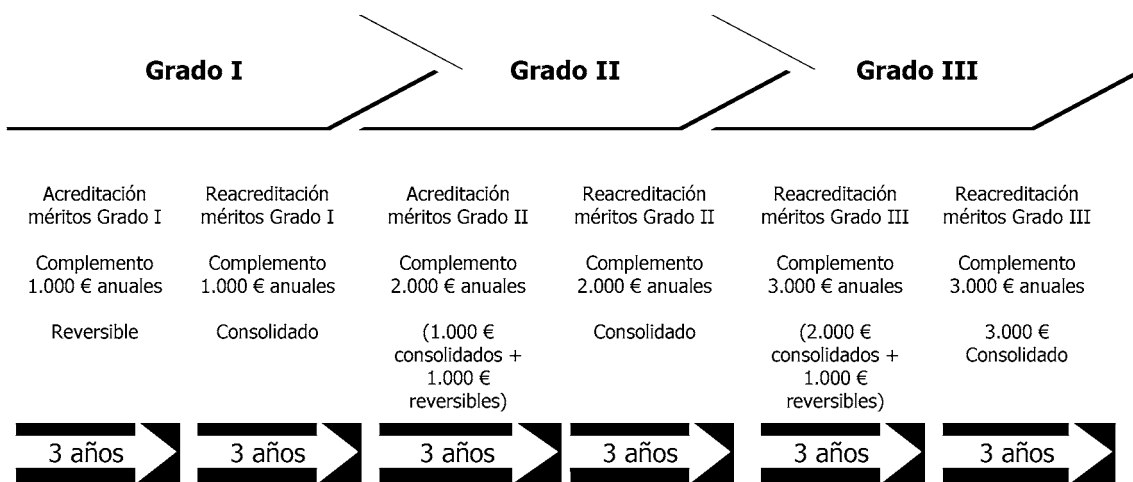 Grado I
Grado II
Grado III
Acreditación
méritos Grado I
Complemento
1.000 € anuales
Reversible
3 años
Reacreditación
méritos Grado I
Complemento
1.000 € anuales
Consolidado
3 años
Acreditación
méritos Grado II
Complemento
2.000 € anuales
(1.000 €
consolidados +
1.000 €
reversibles)
3 años
Reacreditación
méritos Grado II
Complemento
2.000 € anuales
Consolidado
3 años
Reacreditación
méritos Grado III
Complemento
3.000 € anuales
(2.000 €
consolidados +
1.000 €
reversibles)
3 años
Reacreditación
méritos Grado III
Complemento
3.000 € anuales
3.000 €
Consolidado
3 años